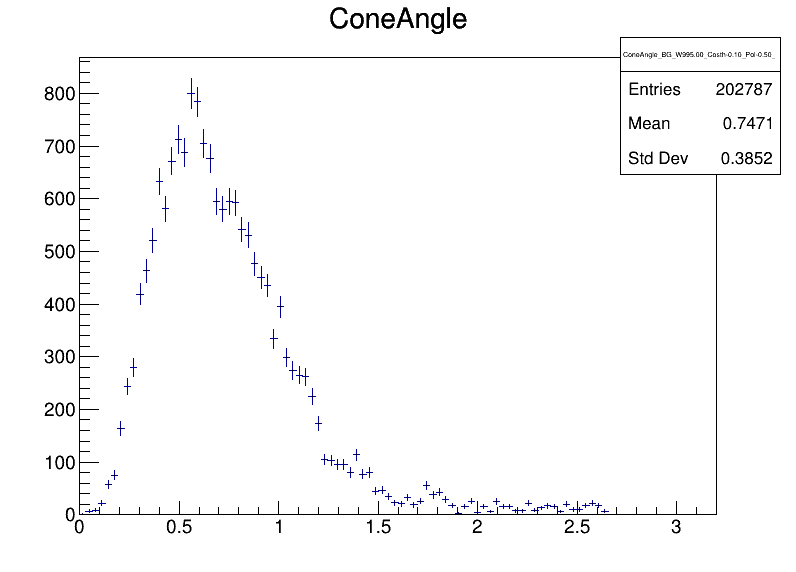 ConeAngle
ConeAngle_BG_W995.00_Costh-0.10_Pol-0.50_
Entries 202787
Mean 0.7471
Std Dev 0.3852
800
700
600
500
400
300
200
100
0
0 0.5 1 1.5 2 2.5 3